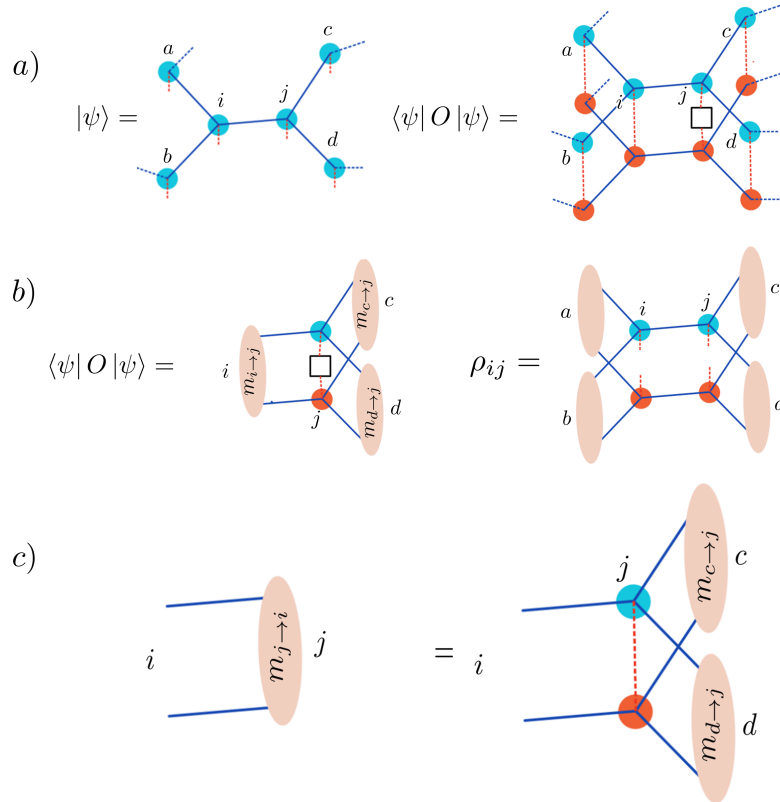 a)
|ψ⟩ =
a
b
i
j
c
d
⟨ψ| O |ψ⟩ =
a
b
i
j
c
d
b)
⟨ψ| O |ψ⟩ =
i
m_{i→j}
j
m_{c→j}
c
m_{d→j}
d
ρ_{ij} =
a
b
i
j
c
d
c)
i
m_{j→i}
j
=
i
j
m_{c→j}
c
m_{d→j}
d